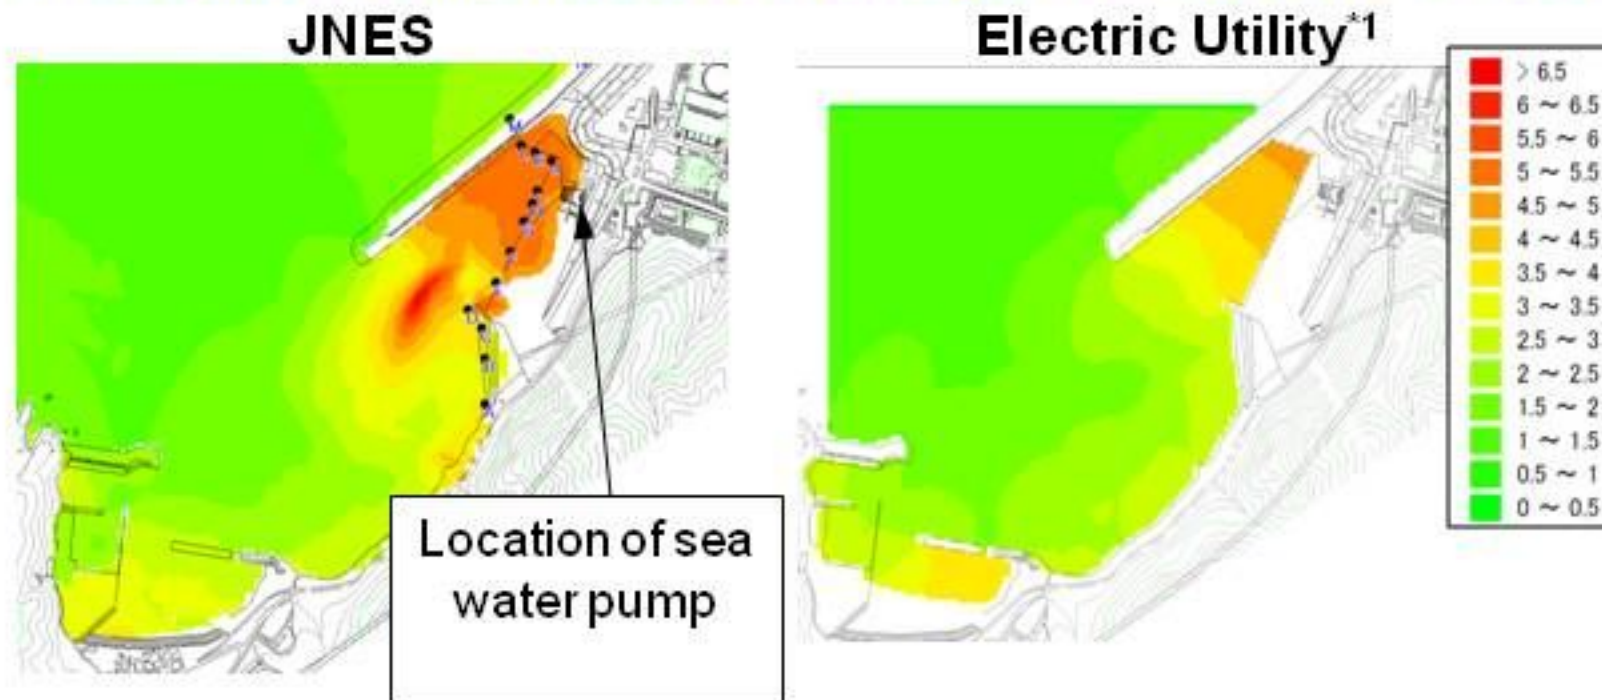 JNES
Electric Utility*1
> 6.5
6 ~ 6.5
5.5 ~ 6
5 ~ 5.5
4.5 ~ 5
4 ~ 4.5
3.5 ~ 4
3 ~ 3.5
2.5 ~ 3
2 ~ 2.5
1.5 ~ 2
1 ~ 1.5
0.5 ~ 1
0 ~ 0.5
Location of sea
water pump